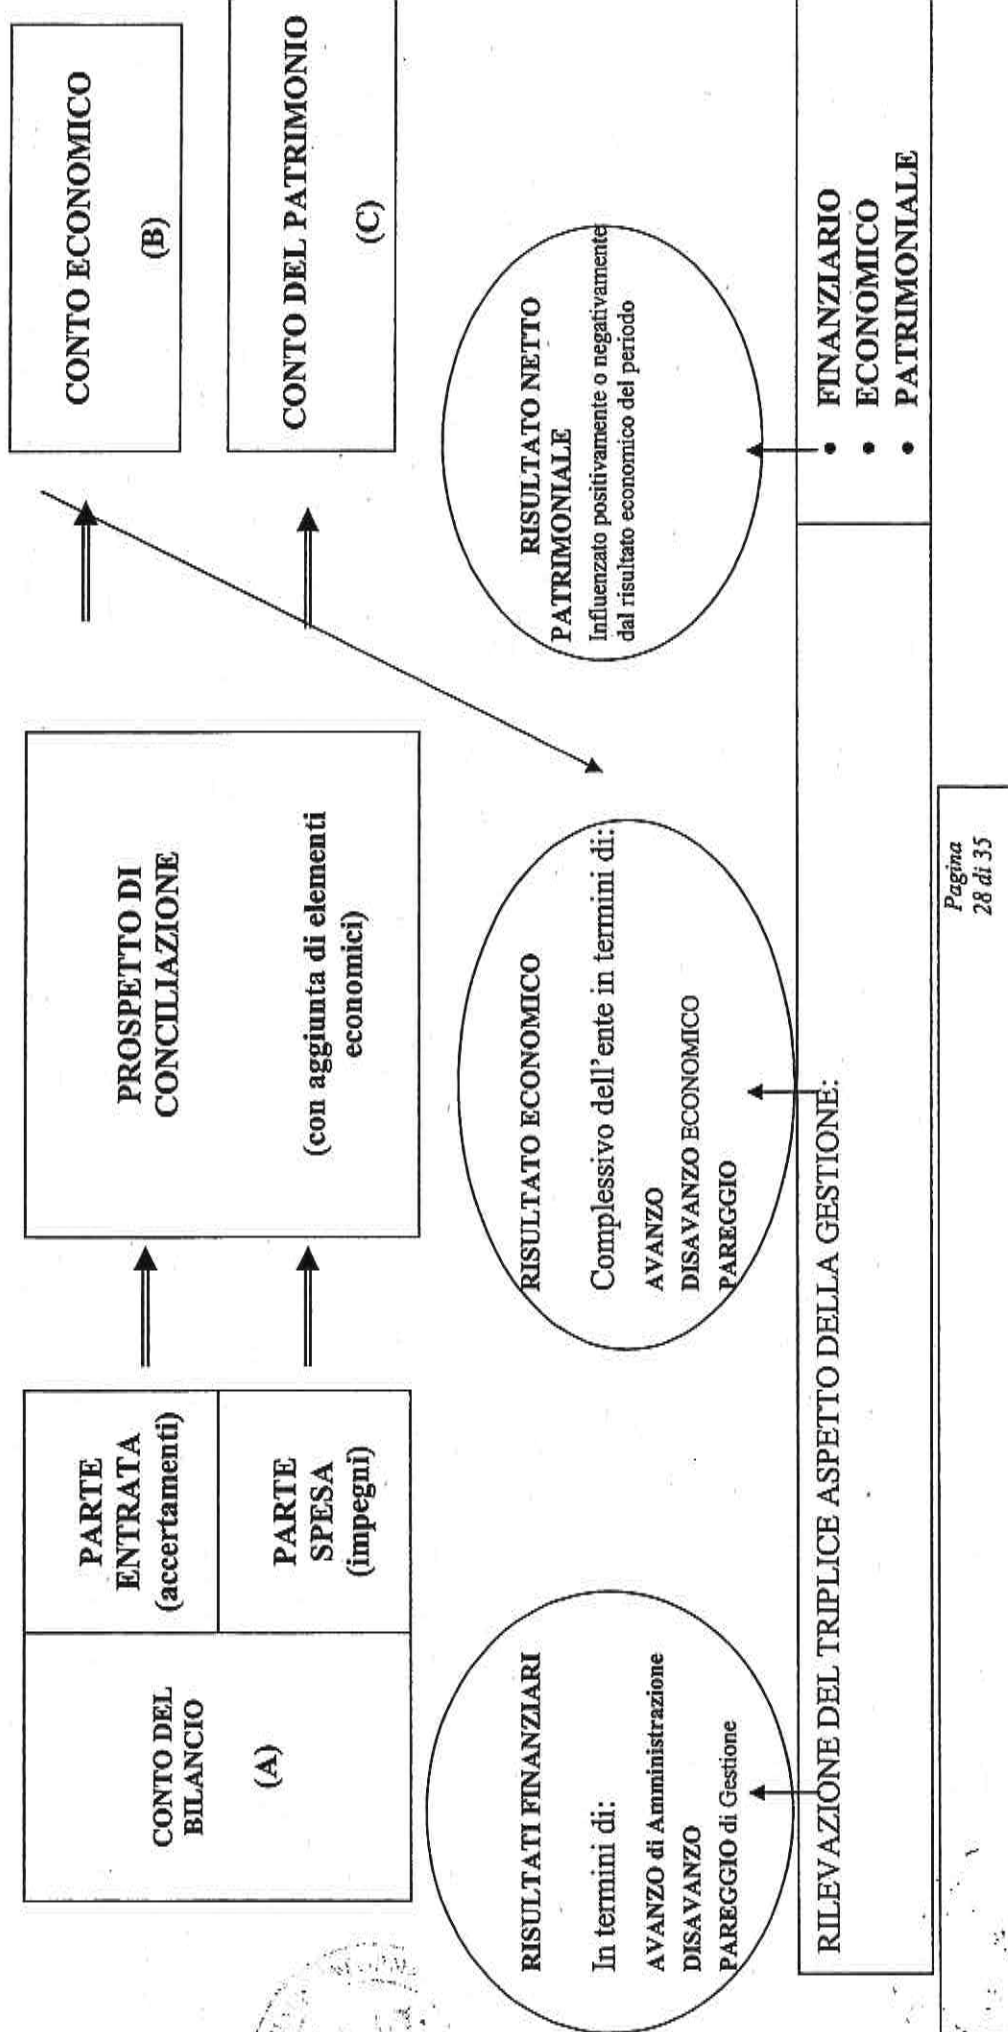 CONTO DEL
BILANCIO
(A)
PARTE
ENTRATA
(accertamenti)
PARTE
SPESA
(impegni)
PROSPETTO DI
CONCILIAZIONE
(con aggiunta di elementi
economici)
CONTO ECONOMICO
(B)
CONTO DEL PATRIMONIO
(C)
RISULTATI FINANZIARI
In termini di:
AVANZO di Amministrazione
DISAVANZO
PAREGGIO di Gestione
RISULTATO ECONOMICO
Complessivo dell'ente in termini di:
AVANZO
DISAVANZO ECONOMICO
PAREGGIO
RISULTATO NETTO
PATRIMONIALE
Influenzato positivamente o negativamente
dal risultato economico del periodo
RILEVAZIONE DEL TRIPLICE ASPETTO DELLA GESTIONE:
• FINANZIARIO
• ECONOMICO
• PATRIMONIALE
Pagina
28 di 35